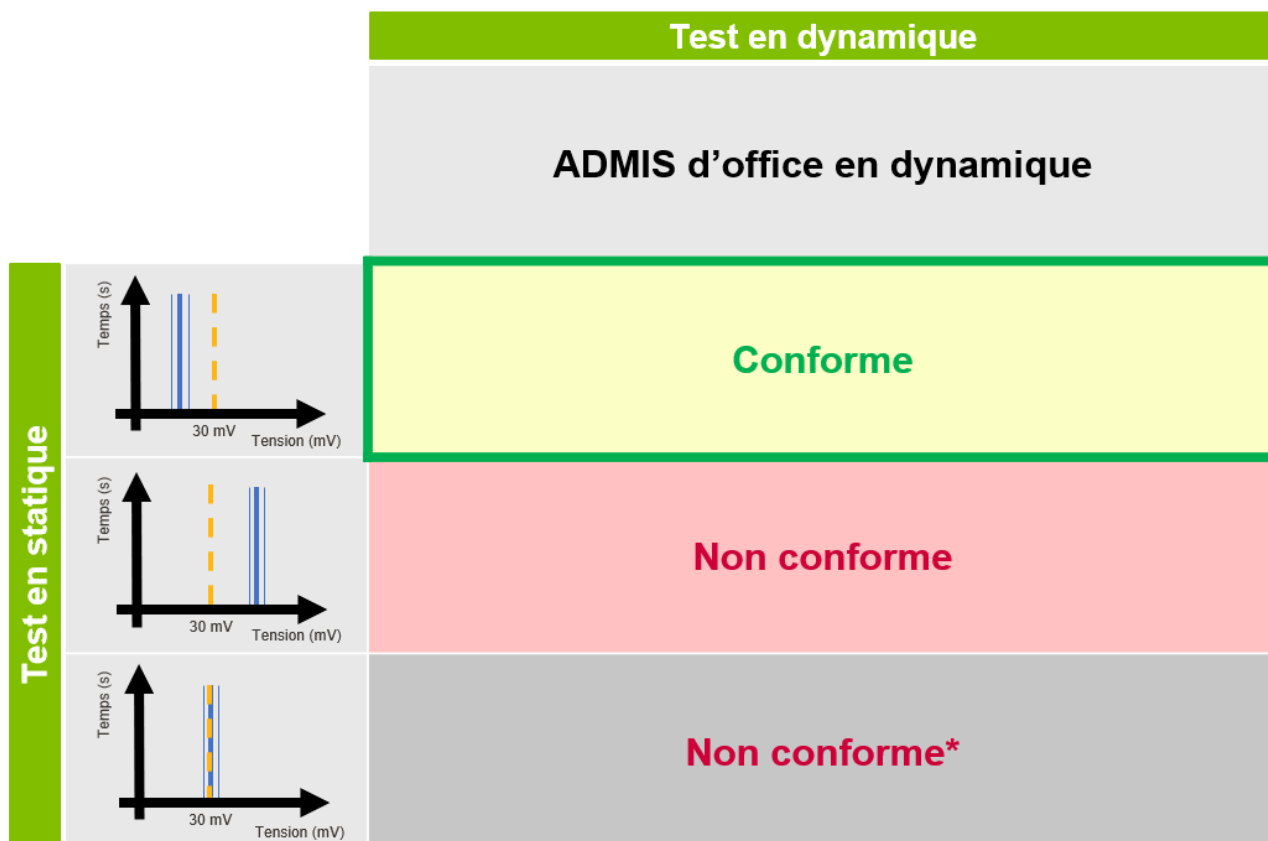 Test en dynamique
ADMIS d’office en dynamique
Test en statique
Temps (s)
30 mV
Tension (mV)
Conforme
Temps (s)
30 mV
Tension (mV)
Non conforme
Temps (s)
30 mV
Tension (mV)
Non conforme*